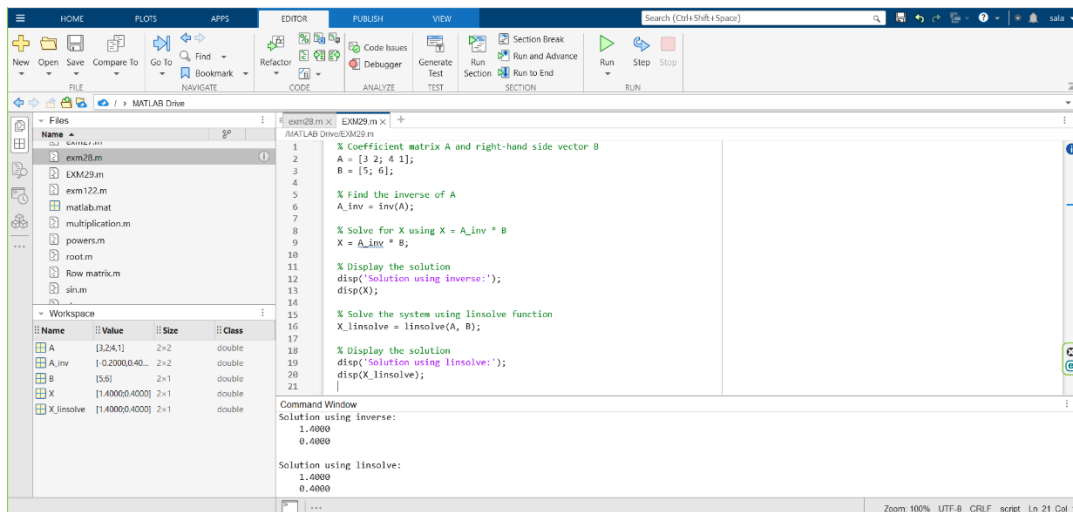 HOME PLOTS APPS EDITOR PUBLISH VIEW Search (Ctrl+Shift+Space) sala
New Open Save Compare To Go To Find Bookmark Refactor Code Issues Debugger Generate Test Run Section Section Break Run and Advance Run to End Run Step Stop
FILE NAVIGATE CODE ANALYZE TEST SECTION RUN
/ › MATLAB Drive
Files
Name
exm27.m
exm28.m
EXM29.m
exm122.m
matlab.mat
multiplication.m
powers.m
root.m
Row matrix.m
sin.m
Workspace
Name Value Size Class
A [3,2;4,1] 2×2 double
A_inv [-0.2000,0.40... 2×2 double
B [5;6] 2×1 double
X [1.4000;0.4000] 2×1 double
X_linsolve [1.4000;0.4000] 2×1 double
exm28.m × EXM29.m × +
/MATLAB Drive/EXM29.m
1 % Coefficient matrix A and right-hand side vector B
2 A = [3 2; 4 1];
3 B = [5; 6];
4
5 % Find the inverse of A
6 A_inv = inv(A);
7
8 % Solve for X using X = A_inv * B
9 X = A_inv * B;
10
11 % Display the solution
12 disp('Solution using inverse:');
13 disp(X);
14
15 % Solve the system using linsolve function
16 X_linsolve = linsolve(A, B);
17
18 % Display the solution
19 disp('Solution using linsolve:');
20 disp(X_linsolve);
21
Command Window
Solution using inverse:
1.4000
0.4000
Solution using linsolve:
1.4000
0.4000
Zoom: 100% UTF-8 CRLF script Ln 21 Col